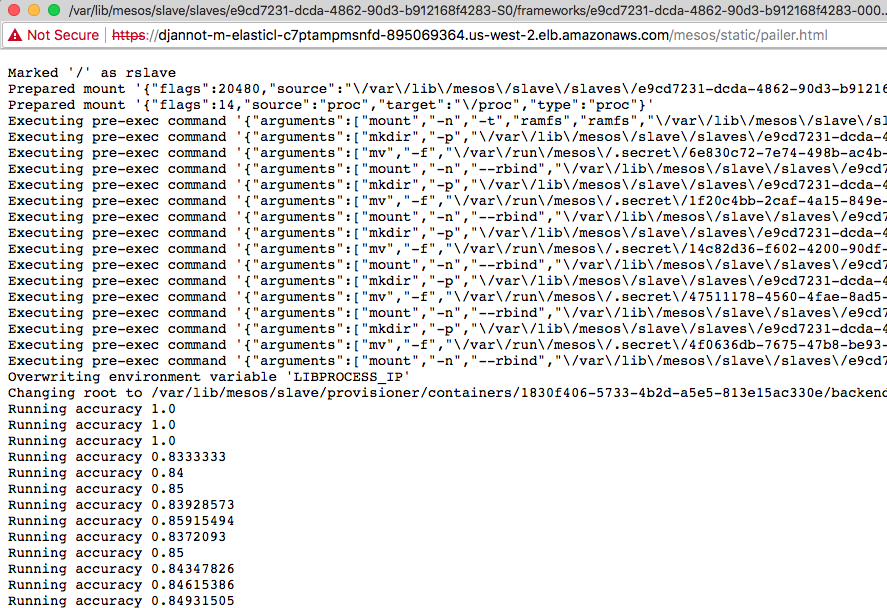 /var/lib/mesos/slave/slaves/e9cd7231-dcda-4862-90d3-b912168f4283-S0/frameworks/e9cd7231-dcda-4862-90d3-b912168f4283-000...
Not Secure | https://djannot-m-elasticl-c7ptampmsnfd-895069364.us-west-2.elb.amazonaws.com/mesos/static/pailer.html
Marked '/' as rslave
Prepared mount '{"flags":20480,"source":"\/var\/lib\/mesos\/slave\/slaves\/e9cd7231-dcda-4862-90d3-b91216
Prepared mount '{"flags":14,"source":"proc","target":"\/proc","type":"proc"}'
Executing pre-exec command '{"arguments":["mount","-n","-t","ramfs","ramfs","\/var\/lib\/mesos\/slave\/sl
Executing pre-exec command '{"arguments":["mkdir","-p","\/var\/lib\/mesos\/slave\/slaves\/e9cd7231-dcda-4
Executing pre-exec command '{"arguments":["mv","-f","\/var\/run\/mesos\/.secret\/6e830c72-7e74-498b-ac4b-
Executing pre-exec command '{"arguments":["mount","-n","--rbind","\/var\/lib\/mesos\/slave\/slaves\/e9cd7
Executing pre-exec command '{"arguments":["mkdir","-p","\/var\/lib\/mesos\/slave\/slaves\/e9cd7231-dcda-4
Executing pre-exec command '{"arguments":["mv","-f","\/var\/run\/mesos\/.secret\/1f20c4bb-2caf-4a15-849e-
Executing pre-exec command '{"arguments":["mount","-n","--rbind","\/var\/lib\/mesos\/slave\/slaves\/e9cd7
Executing pre-exec command '{"arguments":["mkdir","-p","\/var\/lib\/mesos\/slave\/slaves\/e9cd7231-dcda-4
Executing pre-exec command '{"arguments":["mv","-f","\/var\/run\/mesos\/.secret\/14c82d36-f602-4200-90df-
Executing pre-exec command '{"arguments":["mount","-n","--rbind","\/var\/lib\/mesos\/slave\/slaves\/e9cd7
Executing pre-exec command '{"arguments":["mkdir","-p","\/var\/lib\/mesos\/slave\/slaves\/e9cd7231-dcda-4
Executing pre-exec command '{"arguments":["mv","-f","\/var\/run\/mesos\/.secret\/47511178-4560-4fae-8ad5-
Executing pre-exec command '{"arguments":["mount","-n","--rbind","\/var\/lib\/mesos\/slave\/slaves\/e9cd7
Executing pre-exec command '{"arguments":["mkdir","-p","\/var\/lib\/mesos\/slave\/slaves\/e9cd7231-dcda-4
Executing pre-exec command '{"arguments":["mv","-f","\/var\/run\/mesos\/.secret\/4f0636db-7675-47b8-be93-
Executing pre-exec command '{"arguments":["mount","-n","--rbind","\/var\/lib\/mesos\/slave\/slaves\/e9cd7
Overwriting environment variable 'LIBPROCESS_IP'
Changing root to /var/lib/mesos/slave/provisioner/containers/1830f406-5733-4b2d-a5e5-813e15ac330e/backend
Running accuracy 1.0
Running accuracy 1.0
Running accuracy 1.0
Running accuracy 0.8333333
Running accuracy 0.84
Running accuracy 0.85
Running accuracy 0.83928573
Running accuracy 0.85915494
Running accuracy 0.8372093
Running accuracy 0.85
Running accuracy 0.84347826
Running accuracy 0.84615386
Running accuracy 0.84931505